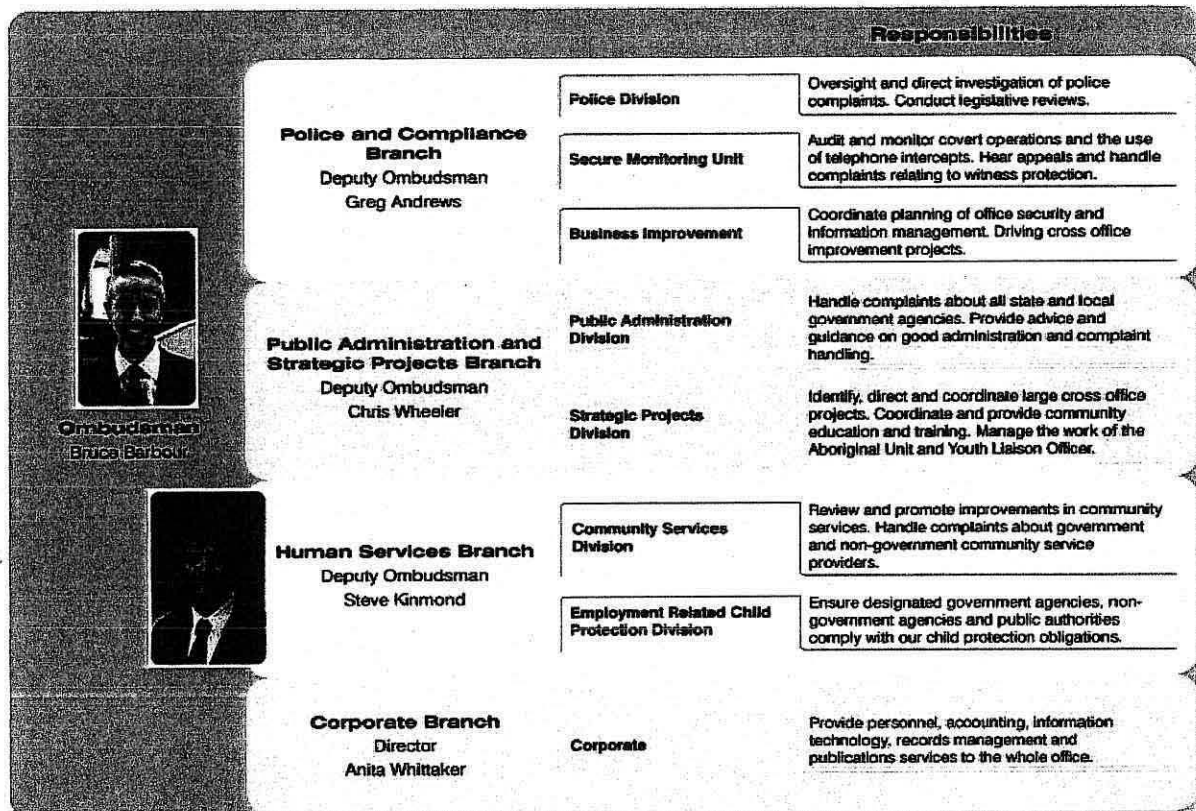 Responsibilities
Police and Compliance
Branch
Deputy Ombudsman
Greg Andrews
Police Division
Oversight and direct investigation of police
complaints. Conduct legislative reviews.
Secure Monitoring Unit
Audit and monitor covert operations and the use
of telephone intercepts. Hear appeals and handle
complaints relating to witness protection.
Business Improvement
Coordinate planning of office security and
information management. Driving cross office
improvement projects.
Ombudsman
Bruce Barbour
Public Administration and
Strategic Projects Branch
Deputy Ombudsman
Chris Wheeler
Public Administration
Division
Handle complaints about all state and local
government agencies. Provide advice and
guidance on good administration and complaint
handling.
Strategic Projects
Division
Identify, direct and coordinate large cross office
projects. Coordinate and provide community
education and training. Manage the work of the
Aboriginal Unit and Youth Liaison Officer.
Human Services Branch
Deputy Ombudsman
Steve Kinmond
Community Services
Division
Review and promote improvements in community
services. Handle complaints about government
and non-government community service
providers.
Employment Related Child
Protection Division
Ensure designated government agencies, non-
government agencies and public authorities
comply with our child protection obligations.
Corporate Branch
Director
Anita Whittaker
Corporate
Provide personnel, accounting, information
technology, records management and
publications services to the whole office.